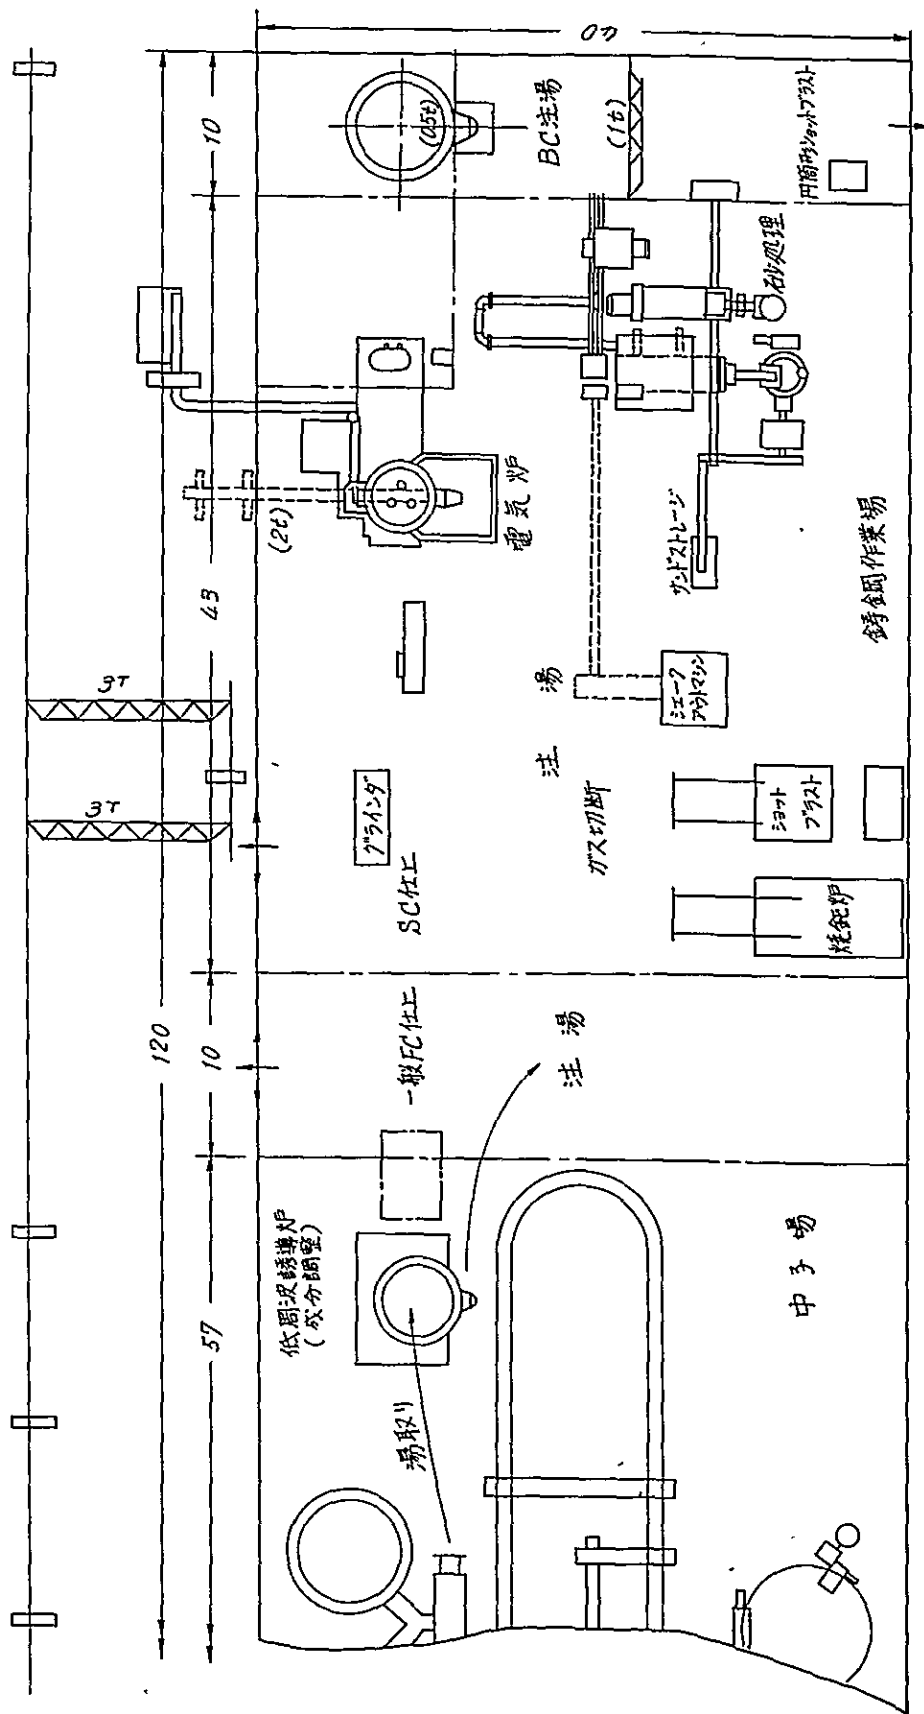 40
10
(0.5t)
BC注湯
(1t)
円筒形ショットブラスト
砂処理
(2t)
電気炉
43
サンドストレージ
鋳鋼作業場
3T
3T
注湯
シェーク
アウトマシン
グラインダ
SC仕上
ガス切断
ショット
ブラスト
焼鈍炉
120
10
一般FC仕上
注湯
57
低周波誘導炉
(成分調整)
湯取り
中子場